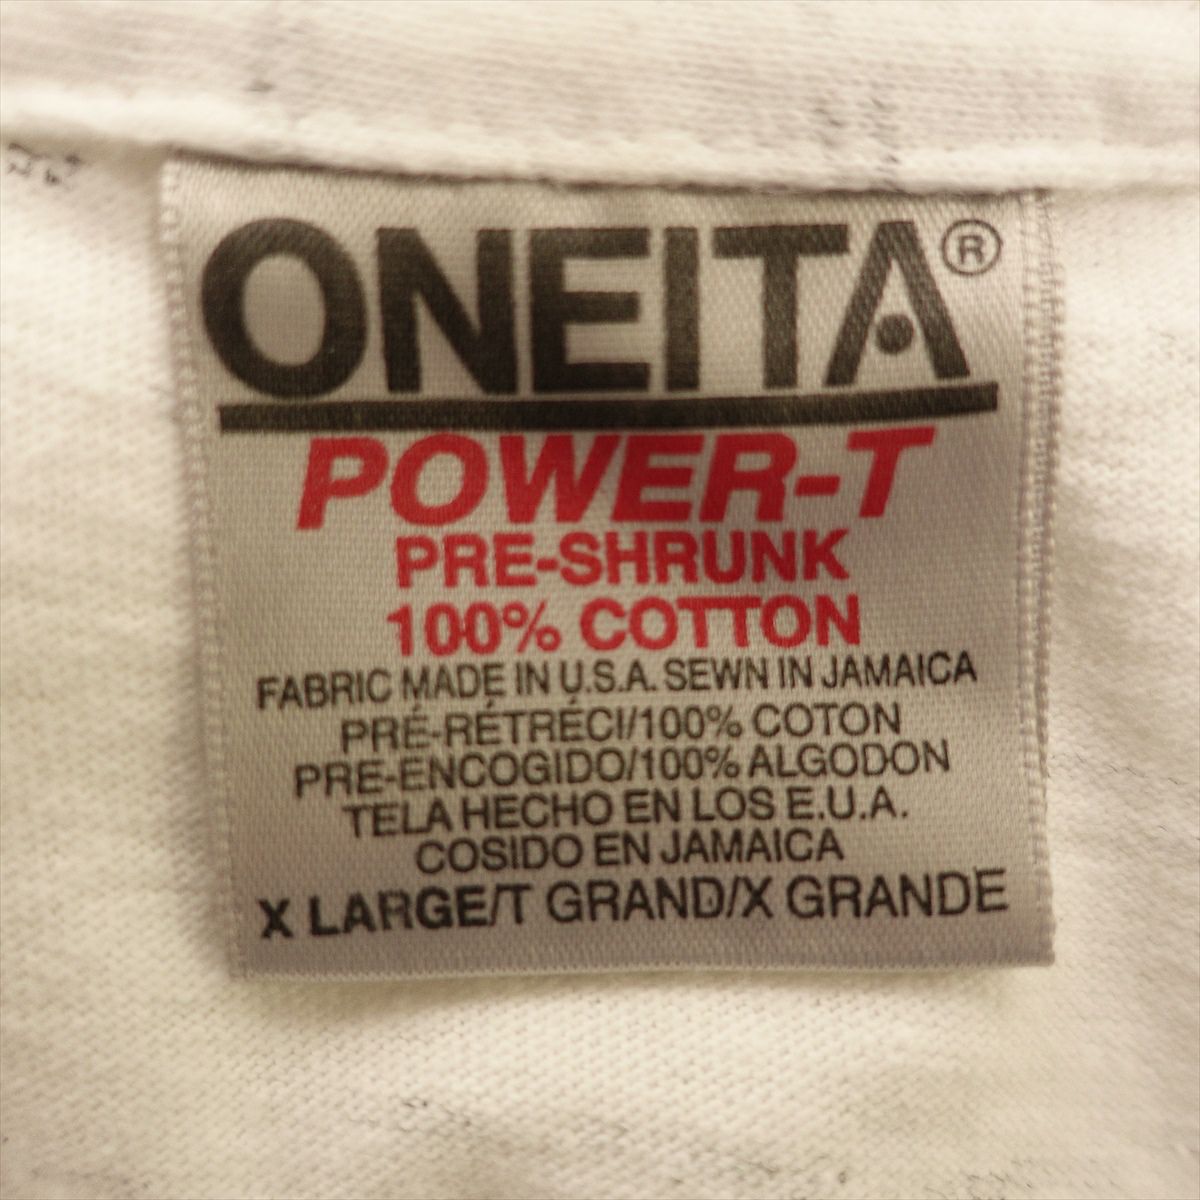 ONEITA®
POWER-T
PRE-SHRUNK
100% COTTON
FABRIC MADE IN U.S.A. SEWN IN JAMAICA
PRÉ-RÉTRÉCI/100% COTON
PRE-ENCOGIDO/100% ALGODON
TELA HECHO EN LOS E.U.A.
COSIDO EN JAMAICA
X LARGE/T GRAND/X GRANDE